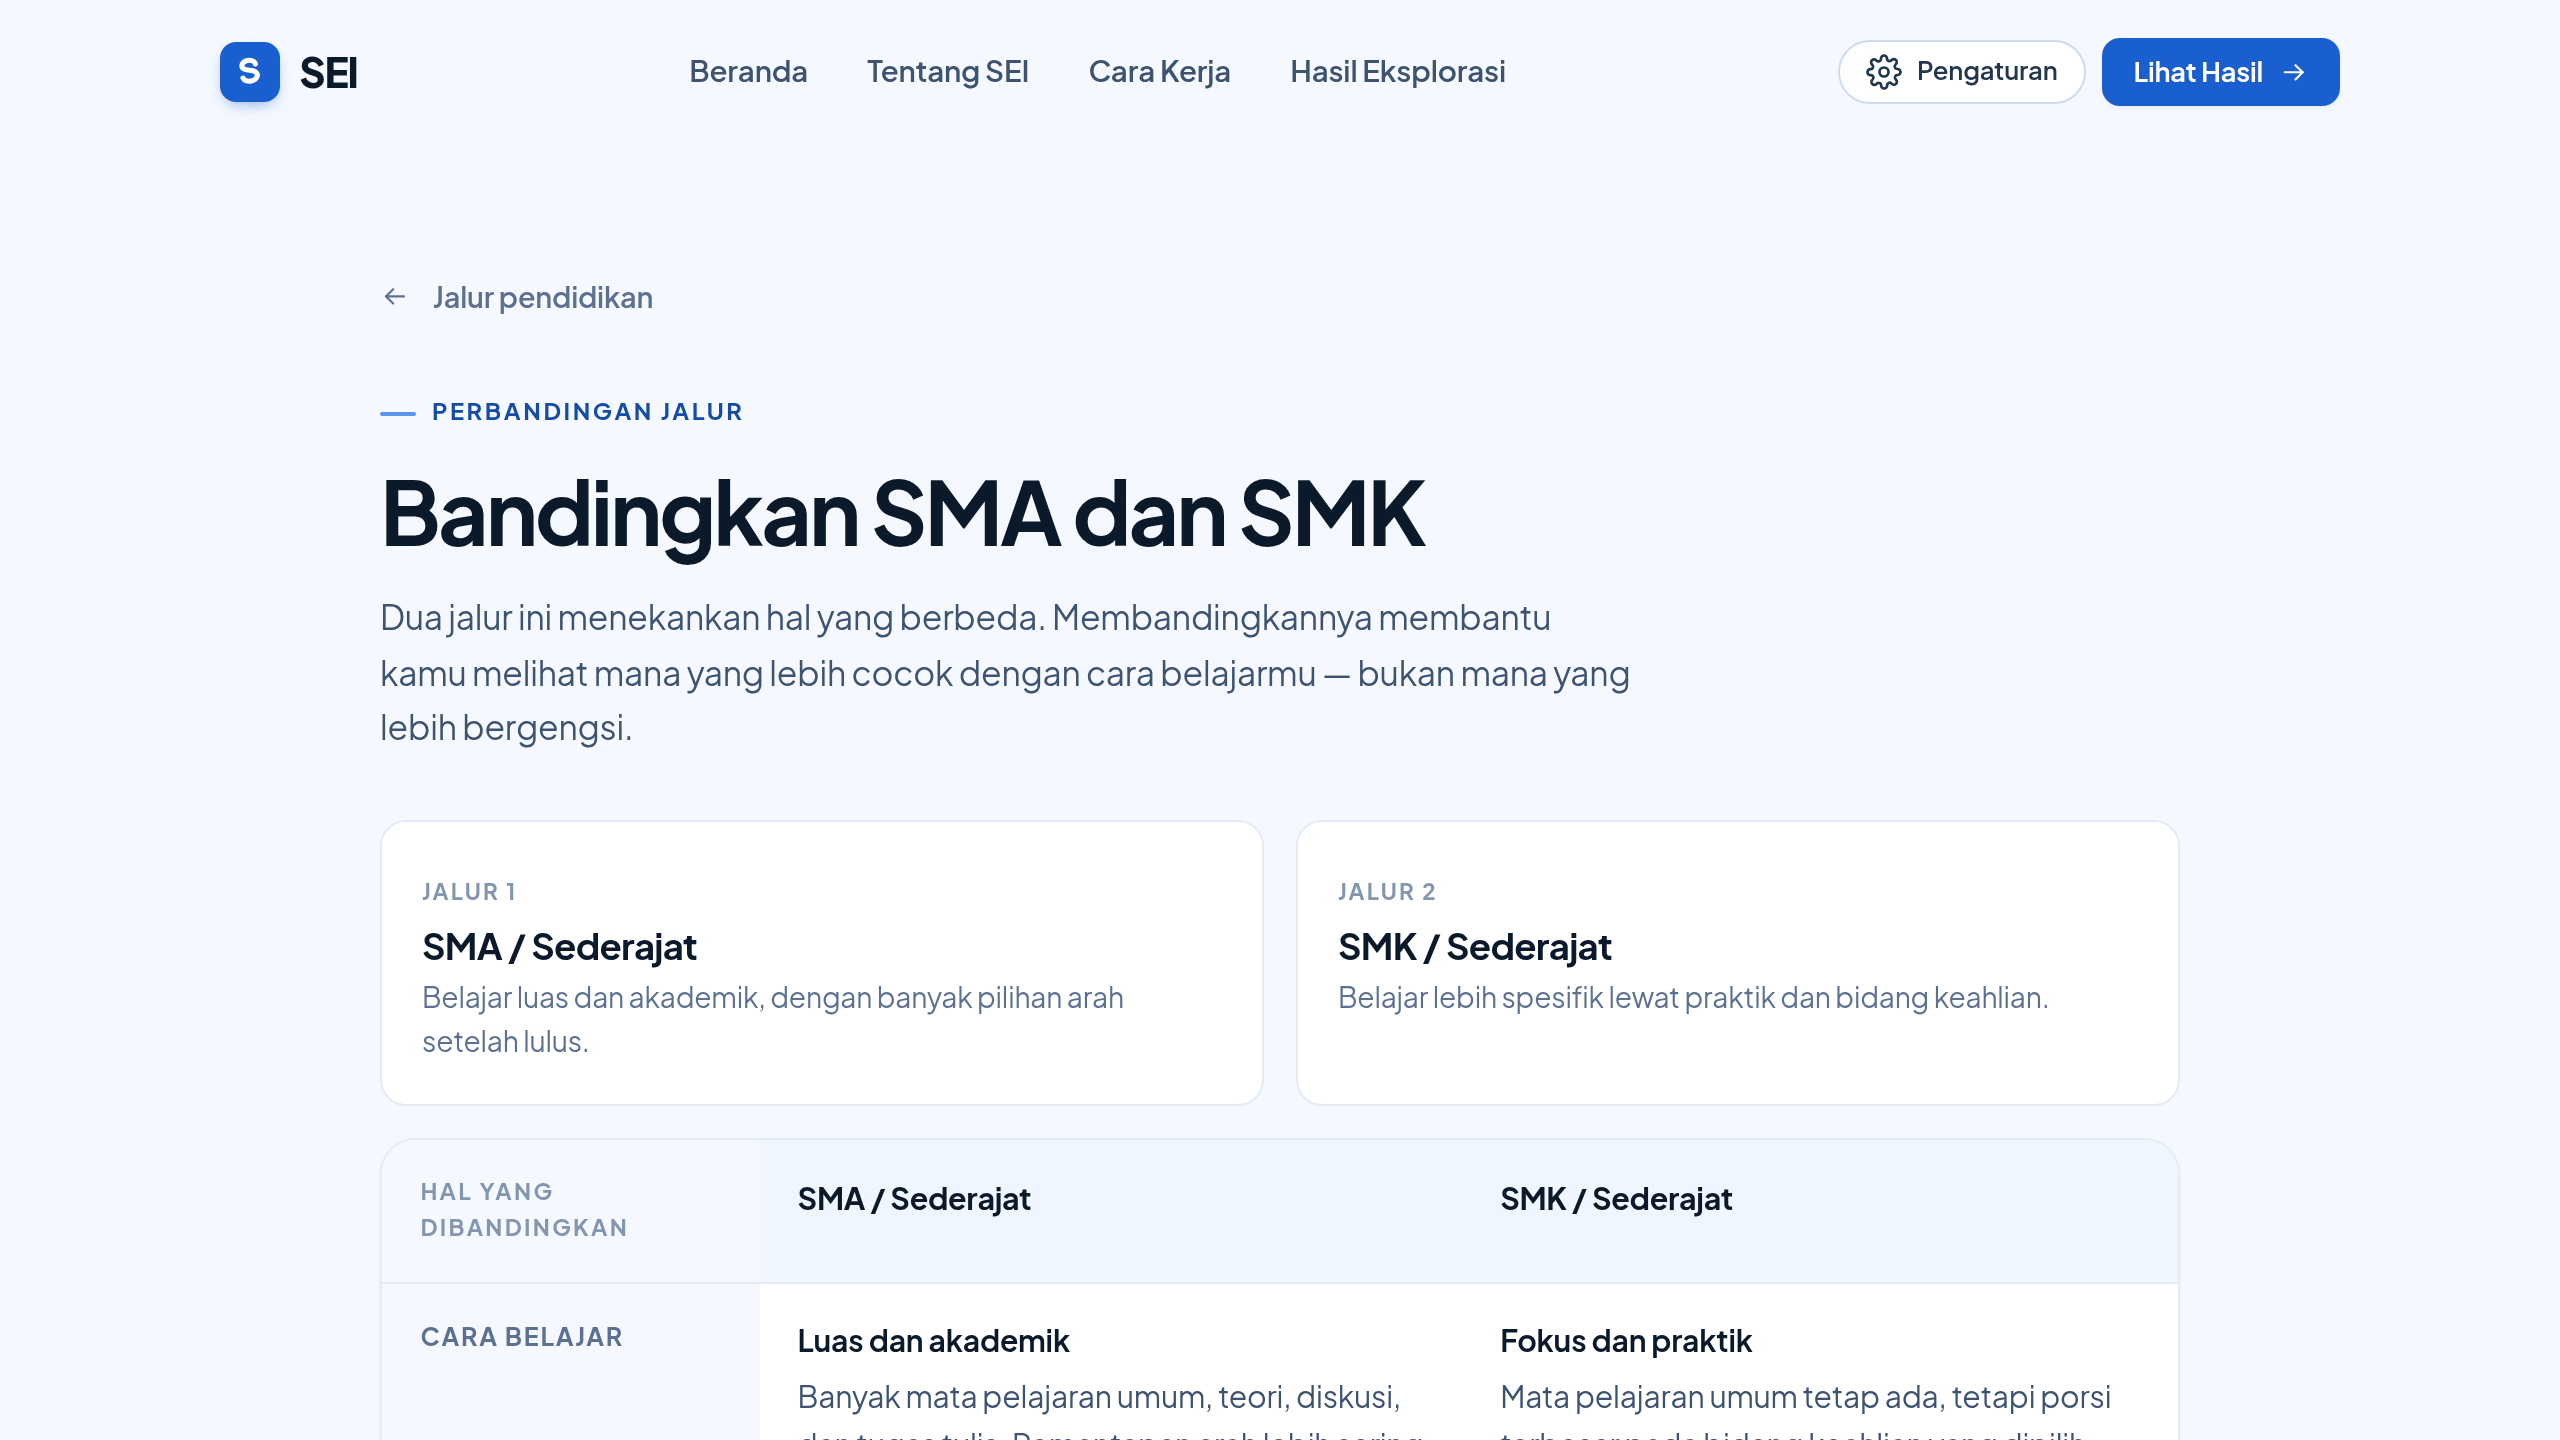 S SEI Beranda Tentang SEI Cara Kerja Hasil Eksplorasi Pengaturan Lihat Hasil →
← Jalur pendidikan
PERBANDINGAN JALUR
Bandingkan SMA dan SMK
Dua jalur ini menekankan hal yang berbeda. Membandingkannya membantu
kamu melihat mana yang lebih cocok dengan cara belajarmu — bukan mana yang
lebih bergengsi.
JALUR 1
SMA / Sederajat
Belajar luas dan akademik, dengan banyak pilihan arah
setelah lulus.
JALUR 2
SMK / Sederajat
Belajar lebih spesifik lewat praktik dan bidang keahlian.
HAL YANG
DIBANDINGKAN
SMA / Sederajat
SMK / Sederajat
CARA BELAJAR
Luas dan akademik
Banyak mata pelajaran umum, teori, diskusi,
Fokus dan praktik
Mata pelajaran umum tetap ada, tetapi porsi